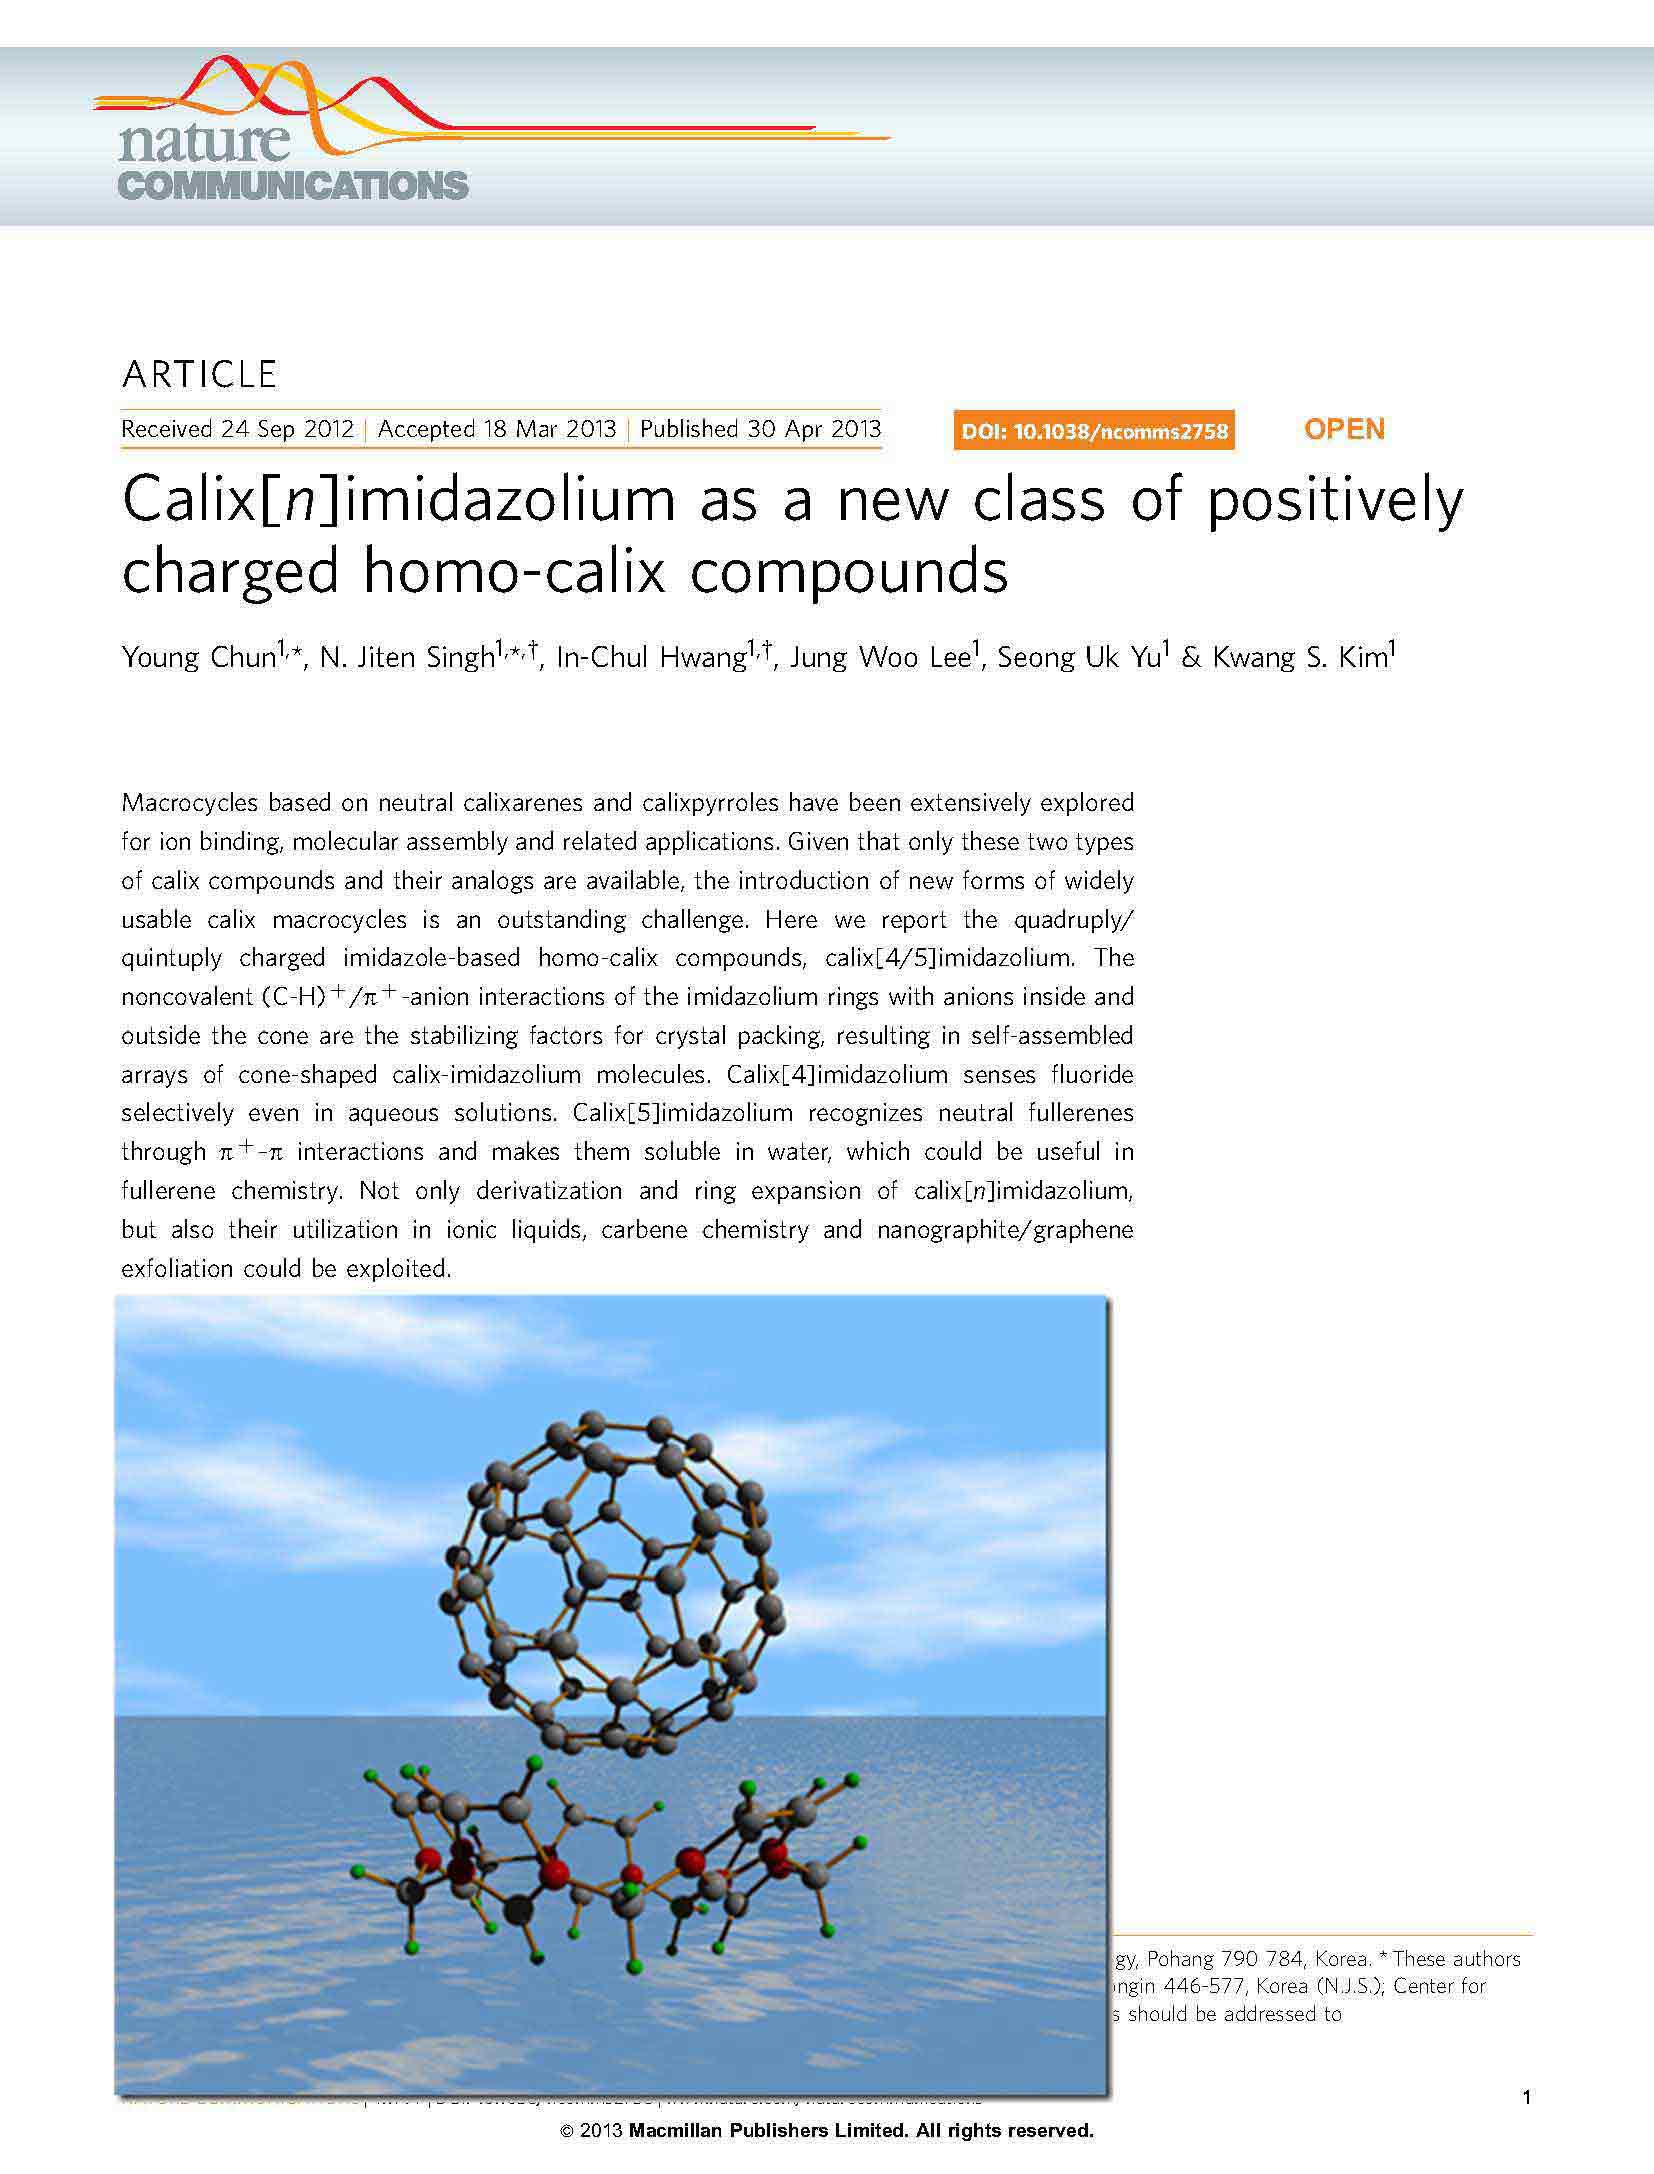 nature
COMMUNICATIONS
ARTICLE
Received 24 Sep 2012 | Accepted 18 Mar 2013 | Published 30 Apr 2013
DOI: 10.1038/ncomms2758
OPEN
Calix[n]imidazolium as a new class of positively
charged homo-calix compounds
Young Chun1,*, N. Jiten Singh1,*,†, In-Chul Hwang1,†, Jung Woo Lee1, Seong Uk Yu1 & Kwang S. Kim1
Macrocycles based on neutral calixarenes and calixpyrroles have been extensively explored
for ion binding, molecular assembly and related applications. Given that only these two types
of calix compounds and their analogs are available, the introduction of new forms of widely
usable calix macrocycles is an outstanding challenge. Here we report the quadruply/
quintuply charged imidazole-based homo-calix compounds, calix[4/5]imidazolium. The
noncovalent (C-H)+/π+-anion interactions of the imidazolium rings with anions inside and
outside the cone are the stabilizing factors for crystal packing, resulting in self-assembled
arrays of cone-shaped calix-imidazolium molecules. Calix[4]imidazolium senses fluoride
selectively even in aqueous solutions. Calix[5]imidazolium recognizes neutral fullerenes
through π+-π interactions and makes them soluble in water, which could be useful in
fullerene chemistry. Not only derivatization and ring expansion of calix[n]imidazolium,
but also their utilization in ionic liquids, carbene chemistry and nanographite/graphene
exfoliation could be exploited.
gy, Pohang 790 784, Korea. * These authors
ngin 446-577, Korea (N.J.S.); Center for
s should be addressed to
1
© 2013 Macmillan Publishers Limited. All rights reserved.